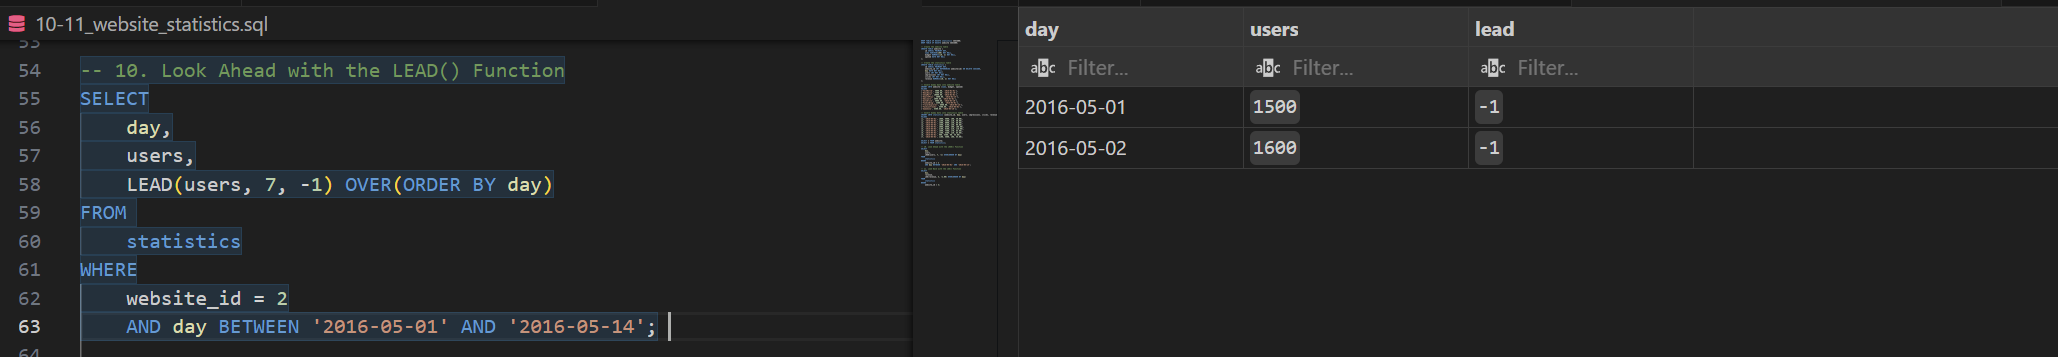 10-11_website_statistics.sql
53
54 -- 10. Look Ahead with the LEAD() Function
55 SELECT
56 day,
57 users,
58 LEAD(users, 7, -1) OVER(ORDER BY day)
59 FROM
60 statistics
61 WHERE
62 website_id = 2
63 AND day BETWEEN '2016-05-01' AND '2016-05-14';
64
day users lead
abc Filter... abc Filter... abc Filter...
2016-05-01 1500 -1
2016-05-02 1600 -1